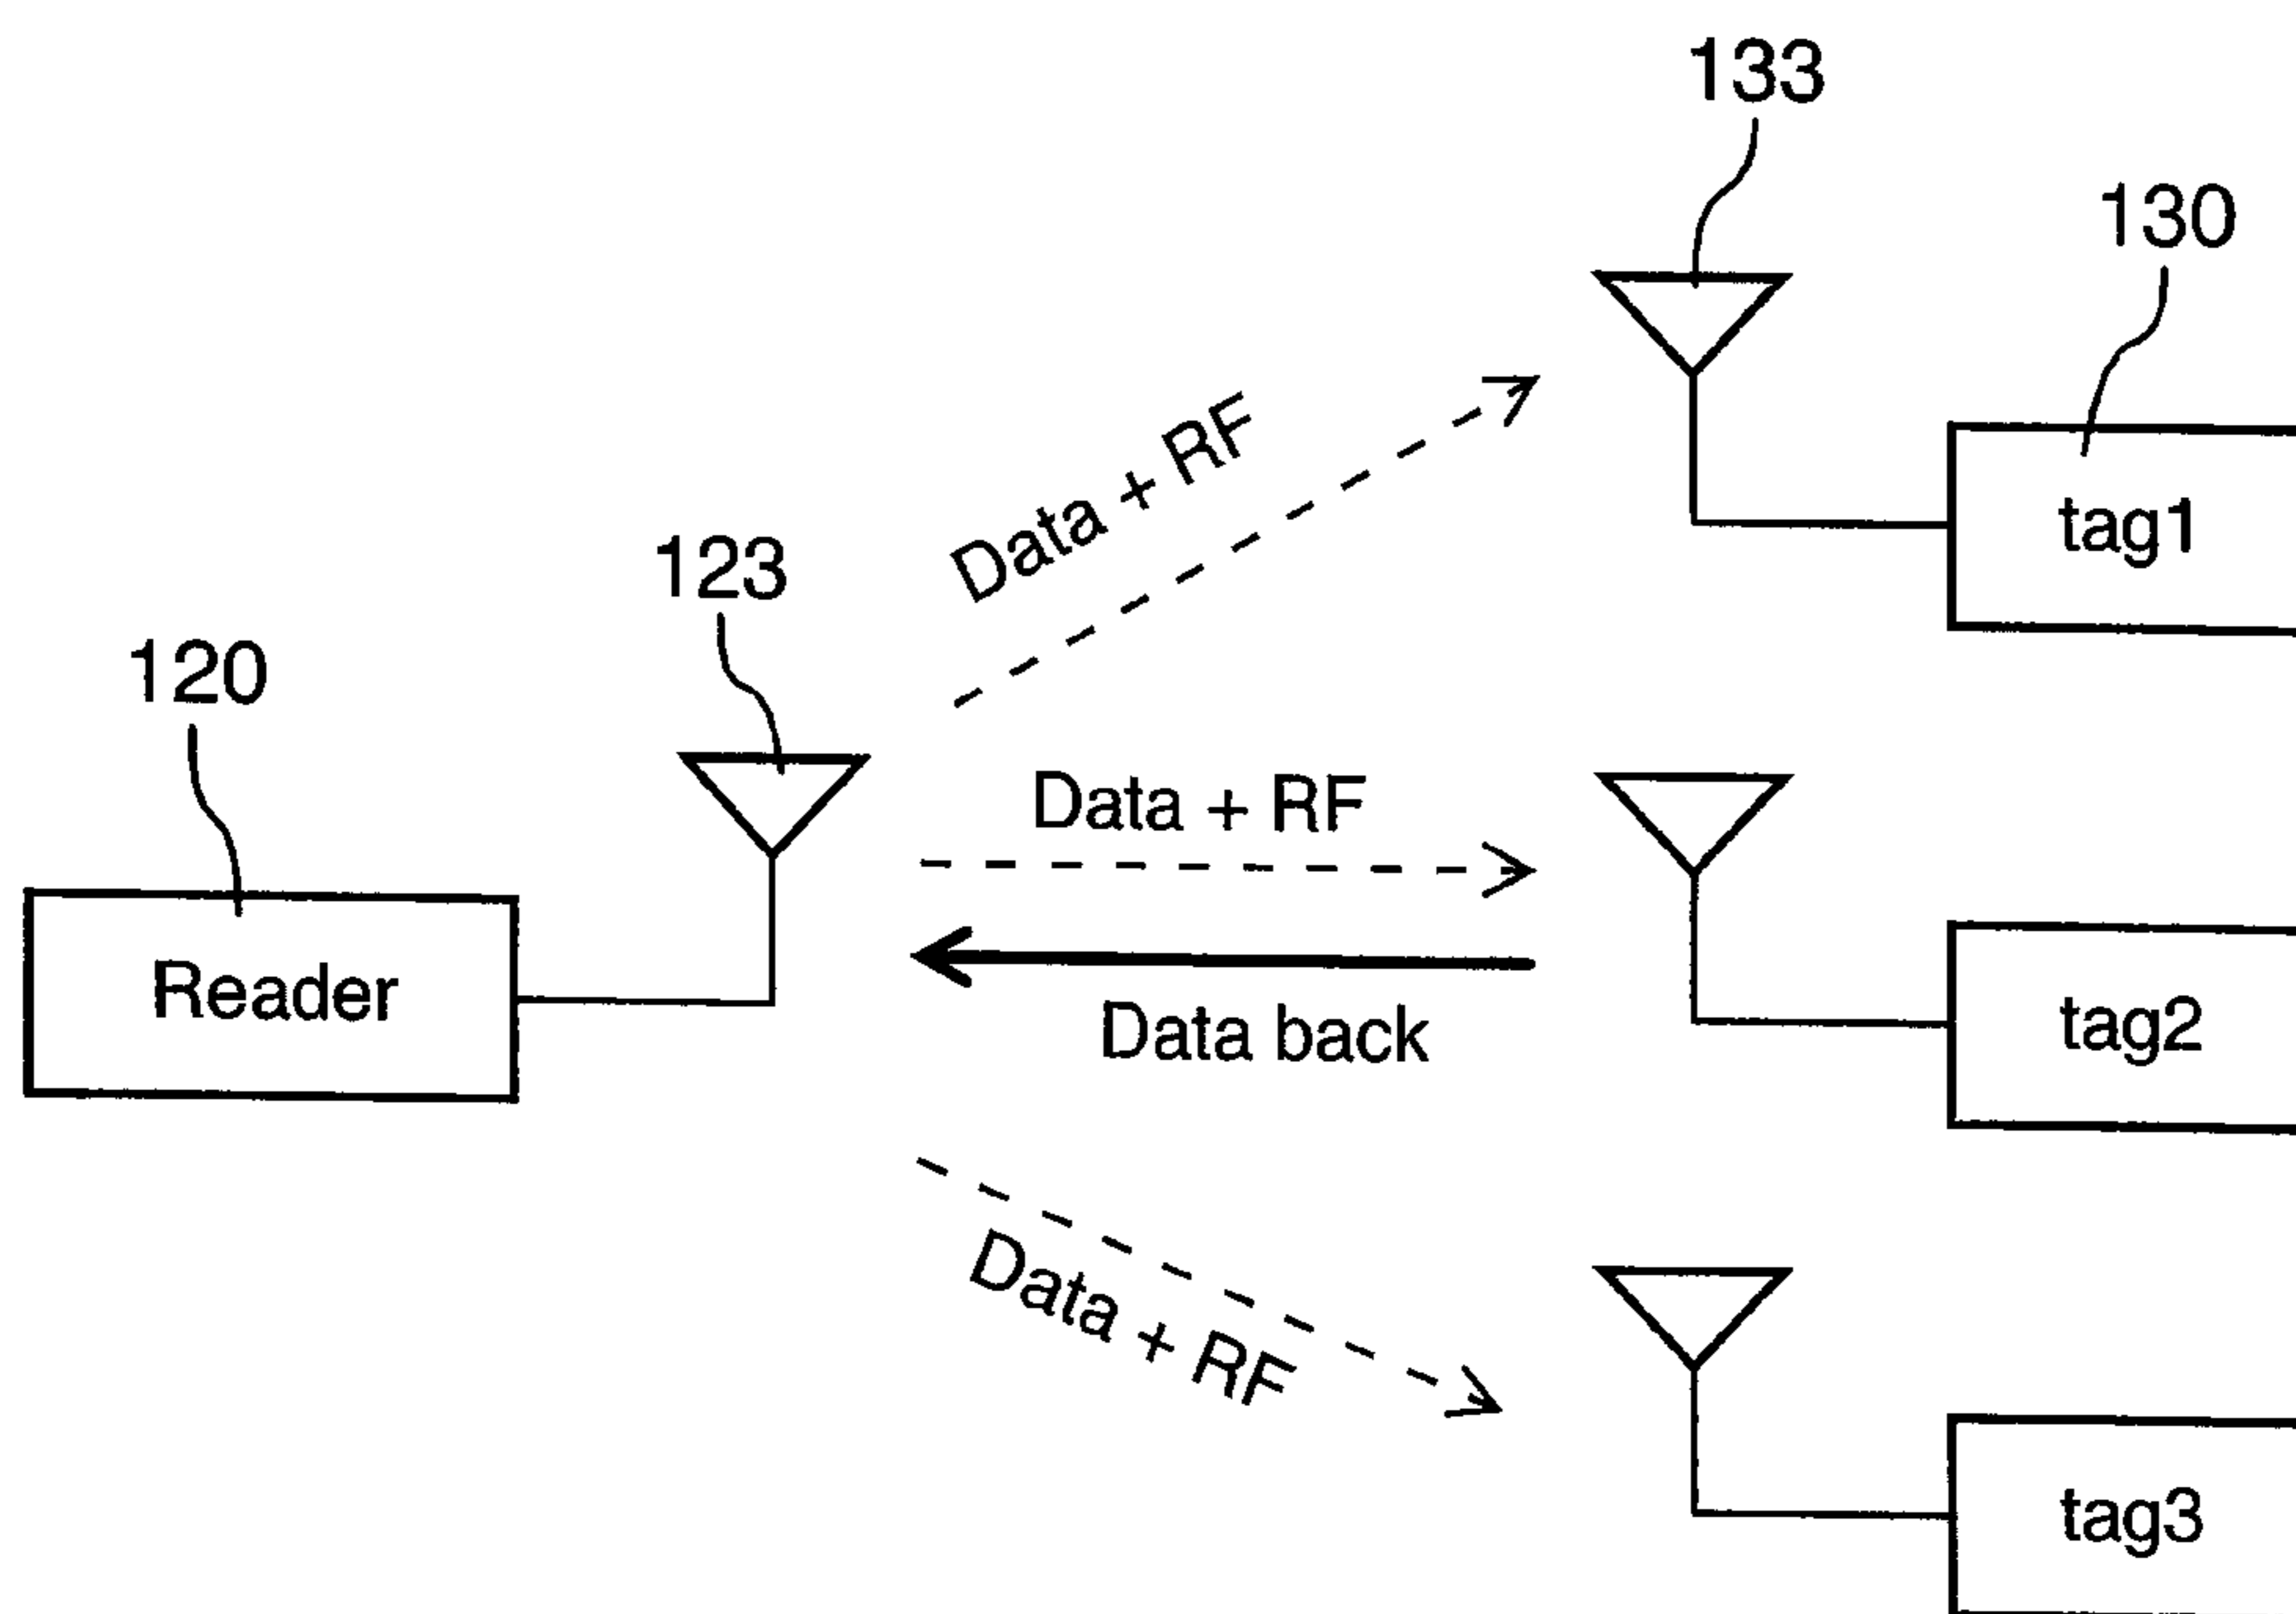 133
130
Data + RF
tag1
123
120
Data + RF
Reader
Data back
tag2
Data + RF
tag3